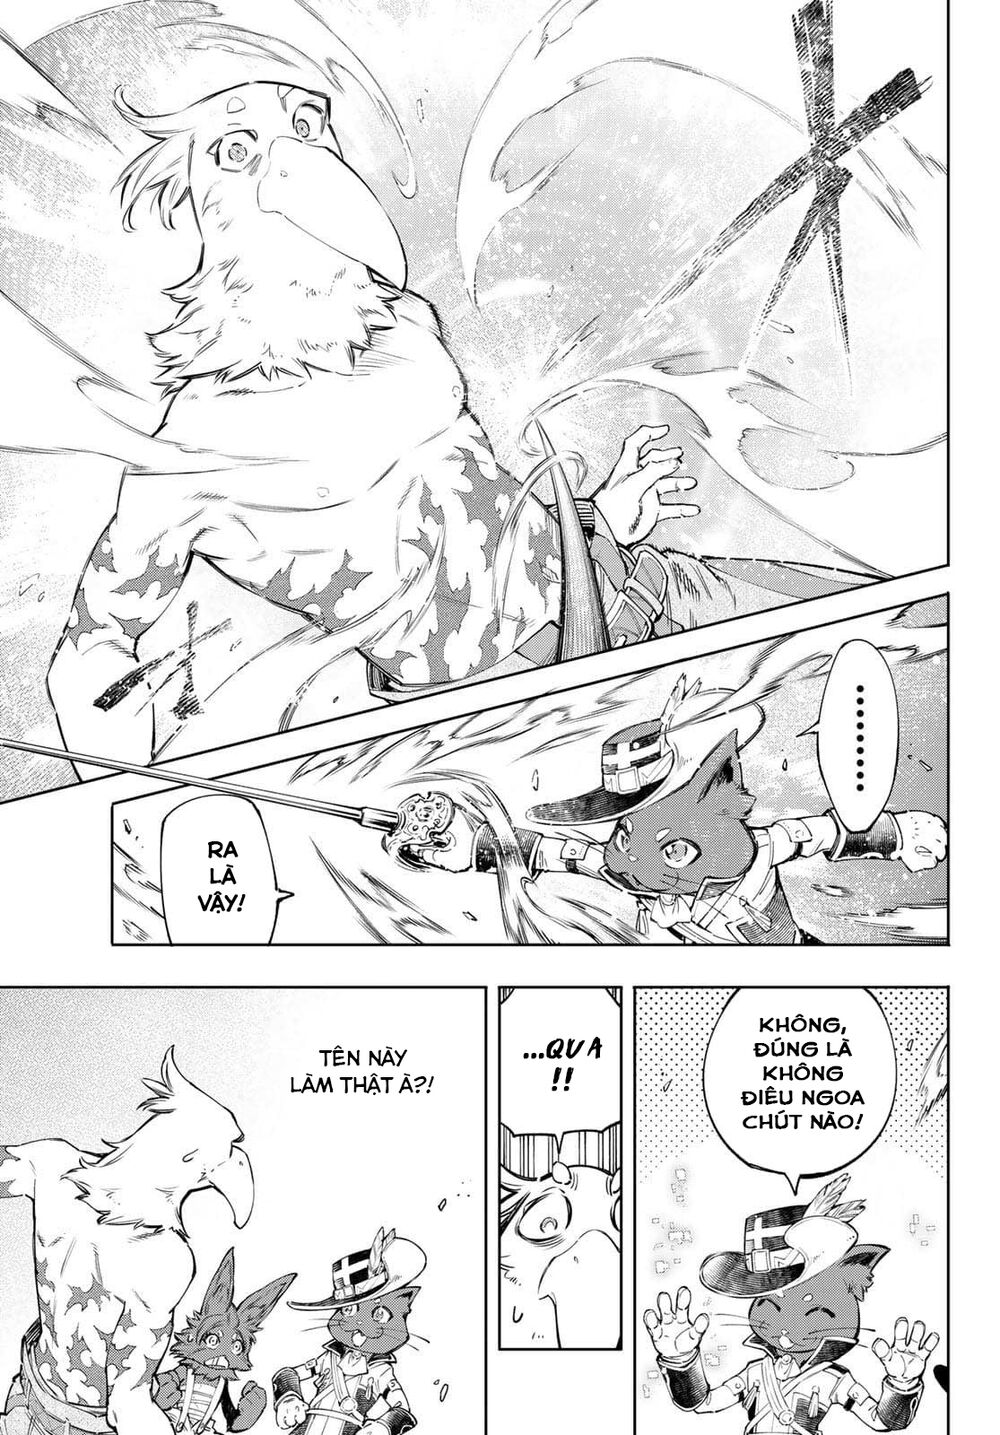 .........
RA
LÀ
VẬY!
KHÔNG,
ĐÚNG LÀ
KHÔNG
ĐIÊU NGOA
CHÚT NÀO!
...QUA
!!
TÊN NÀY
LÀM THẬT À?!